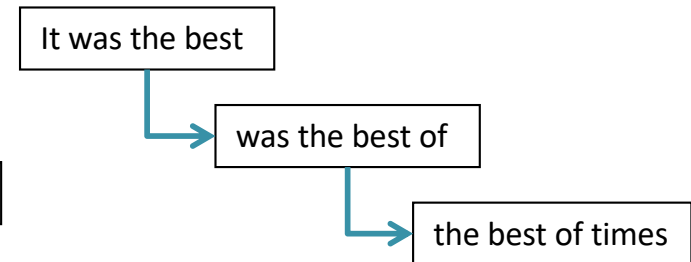 It was the best
was the best of
the best of times